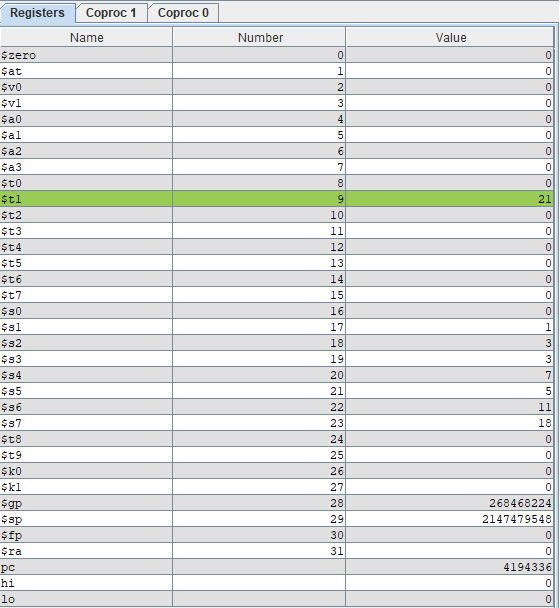 Registers Coproc 1 Coproc 0
Name Number Value
$zero 0 0
$at 1 0
$v0 2 0
$v1 3 0
$a0 4 0
$a1 5 0
$a2 6 0
$a3 7 0
$t0 8 0
$t1 9 21
$t2 10 0
$t3 11 0
$t4 12 0
$t5 13 0
$t6 14 0
$t7 15 0
$s0 16 0
$s1 17 1
$s2 18 3
$s3 19 3
$s4 20 7
$s5 21 5
$s6 22 11
$s7 23 18
$t8 24 0
$t9 25 0
$k0 26 0
$k1 27 0
$gp 28 268468224
$sp 29 2147479548
$fp 30 0
$ra 31 0
pc 4194336
hi 0
lo 0